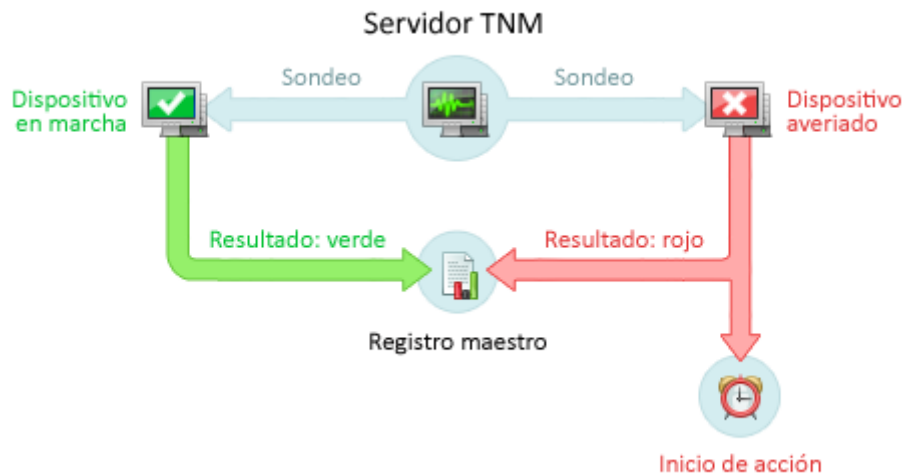 Servidor TNM
Sondeo
Sondeo
Dispositivo
en marcha
Dispositivo
averiado
Resultado: verde
Resultado: rojo
Registro maestro
Inicio de acción